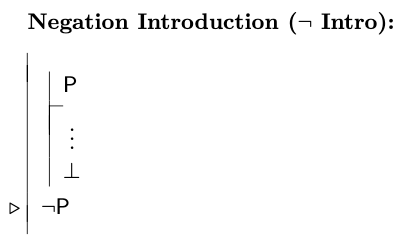 Negation Introduction (¬ Intro):
P
⋮
⊥
▷ ¬P